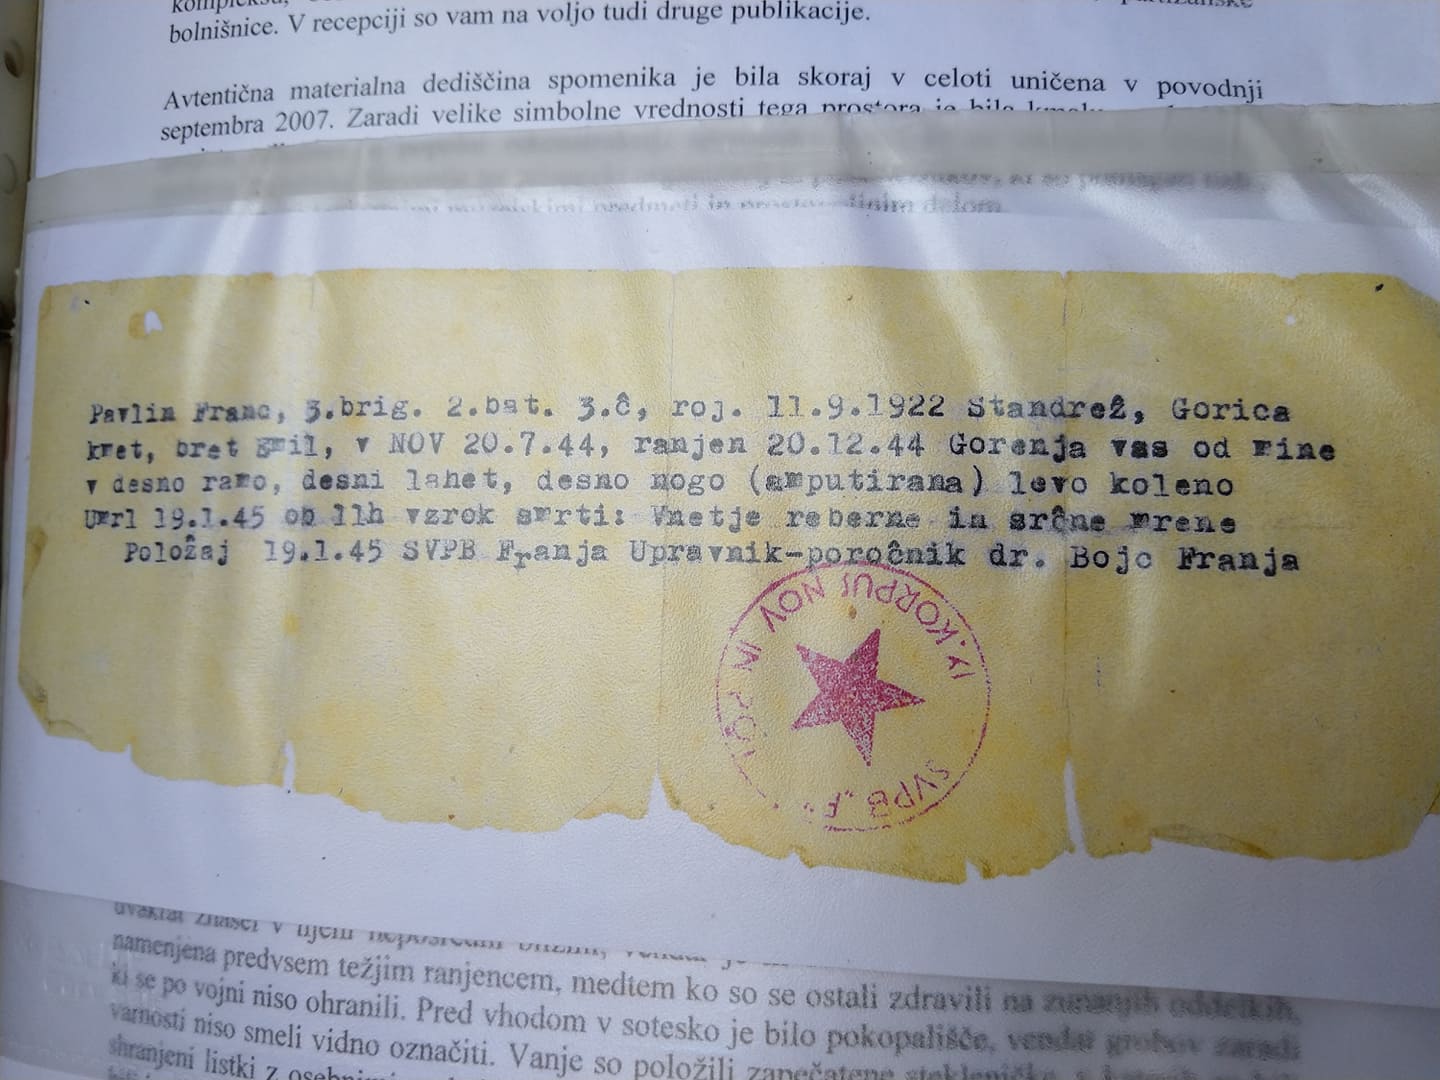 bolnišnice. V recepciji so vam na voljo tudi druge publikacije.
Avtentična materialna dediščina spomenika je bila skoraj v celoti uničena v povodnji
septembra 2007. Zaradi velike simbolne vrednosti tega prostora je bila
Pavlin Franc, 3.brig. 2.bat. 3.č, roj. 11.9.1922 Standrež, Gorica
kmet, v NOV 20.7.44, ranjen 20.12.44 Gorenja vas od mine
v desno ramo, desni lahet, desno nogo (amputirana) levo koleno
Umrl 19.1.45 ob 11h vzrok smrti: Vnetje reberne in srčne mrene
Položaj 19.1.45 SVPB Franja Upravnik-poročnik dr. Bojc Franja
IX. KORPUS NOV IN POJ
SVPB "F."
namenjena predvsem težjim ranjencem, medtem ko so se ostali zdravili na zunanjih oddelkih,
ki se po vojni niso ohranili. Pred vhodom v sotesko je bilo pokopališče, vendar grobov zaradi
varnosti niso smeli vidno označiti. Vanje so položili zapečatene stekleničke, s
shranjeni listki z